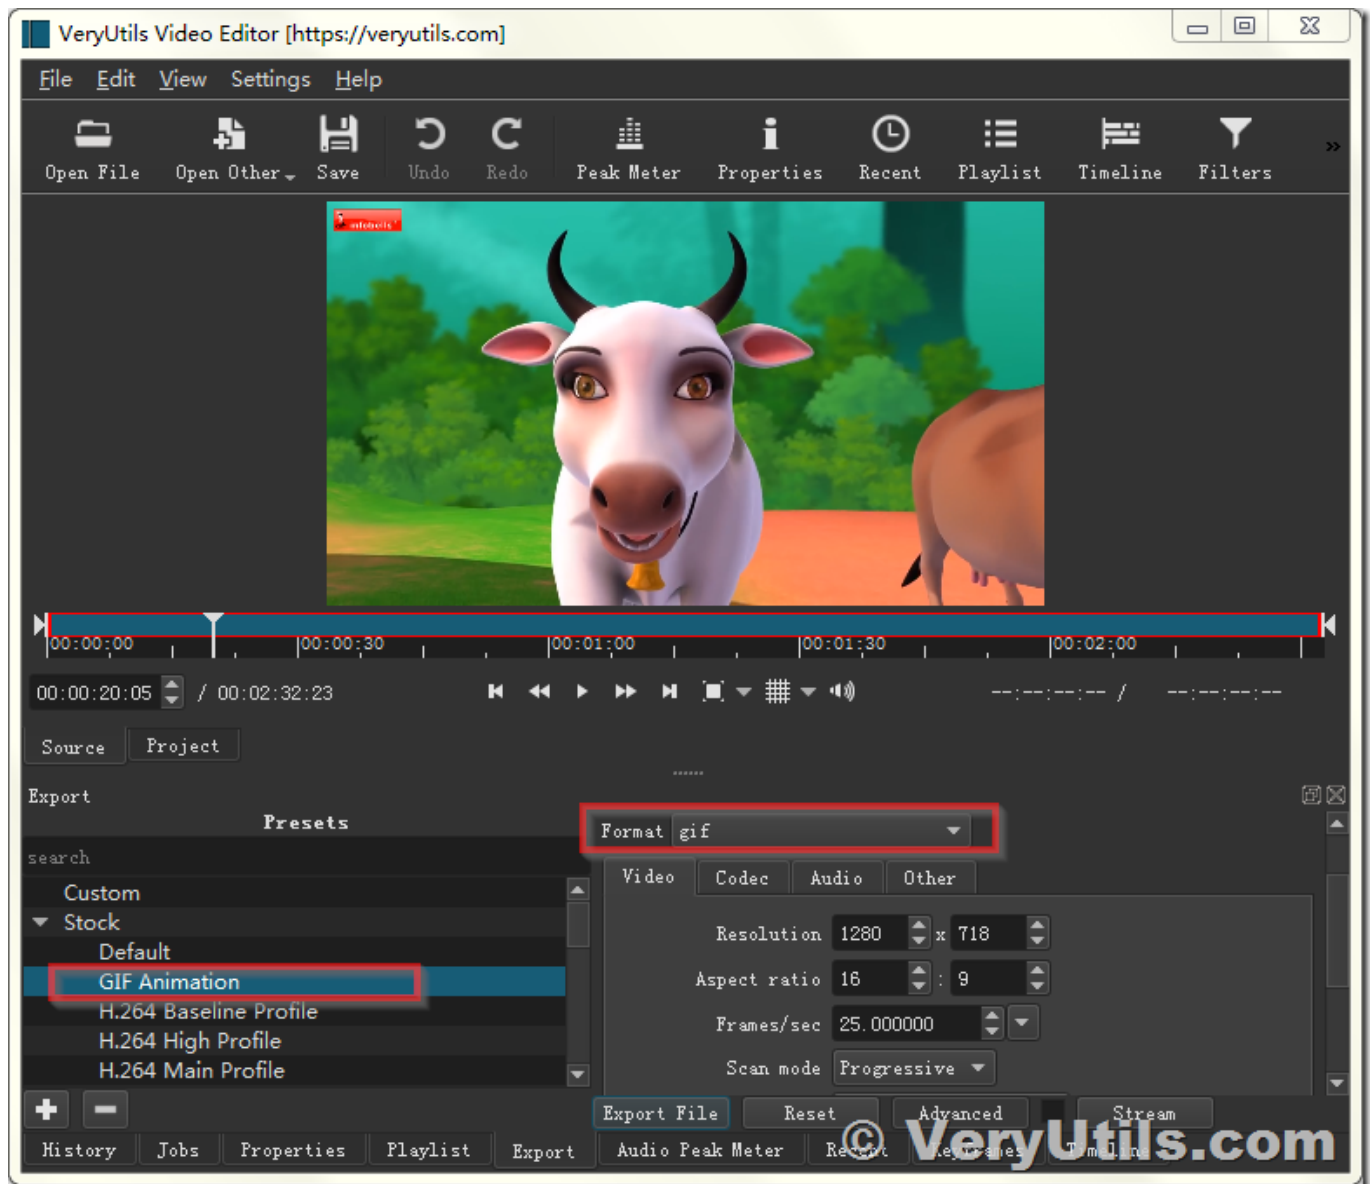 VeryUtils Video Editor [https://veryutils.com]
File Edit View Settings Help
Open File Open Other Save Undo Redo Peak Meter Properties Recent Playlist Timeline Filters »
infobells
00:00:00 00:00:30 00:01:00 00:01:30 00:02:00
00:00:20:05 / 00:02:32:23 --:--:--:-- / --:--:--:--
Source Project
Export
Presets
Format gif
search
Video Codec Audio Other
Custom
Stock
Resolution 1280 x 718
Default
GIF Animation
Aspect ratio 16 : 9
H.264 Baseline Profile
Frames/sec 25.000000
H.264 High Profile
H.264 Main Profile
Scan mode Progressive
Export File Reset Advanced Stream
History Jobs Properties Playlist Export Audio Peak Meter Recent Keyframes Timeline
© VeryUtils.com